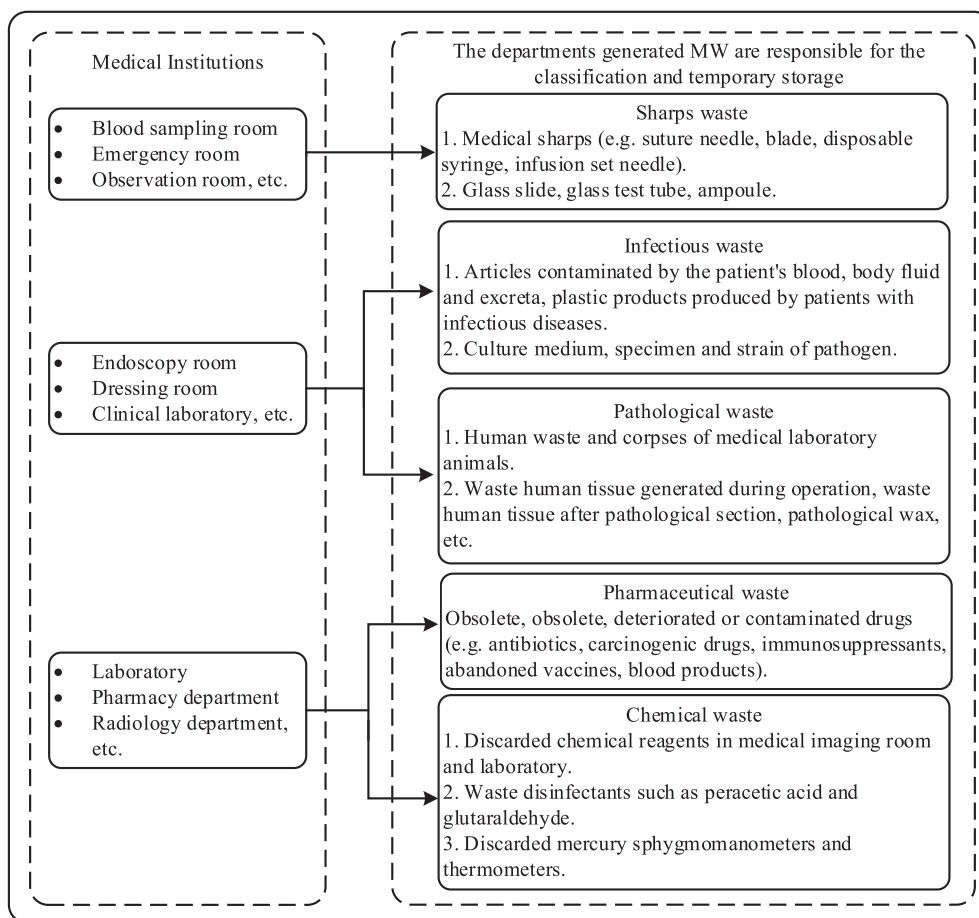 Medical Institutions
• Blood sampling room
• Emergency room
• Observation room, etc.
• Endoscopy room
• Dressing room
• Clinical laboratory, etc.
• Laboratory
• Pharmacy department
• Radiology department,
etc.
The departments generated MW are responsible for the
classification and temporary storage
Sharps waste
1. Medical sharps (e.g. suture needle, blade, disposable
syringe, infusion set needle).
2. Glass slide, glass test tube, ampoule.
Infectious waste
1. Articles contaminated by the patient's blood, body fluid
and excreta, plastic products produced by patients with
infectious diseases.
2. Culture medium, specimen and strain of pathogen.
Pathological waste
1. Human waste and corpses of medical laboratory
animals.
2. Waste human tissue generated during operation, waste
human tissue after pathological section, pathological wax,
etc.
Pharmaceutical waste
Obsolete, obsolete, deteriorated or contaminated drugs
(e.g. antibiotics, carcinogenic drugs, immunosuppressants,
abandoned vaccines, blood products).
Chemical waste
1. Discarded chemical reagents in medical imaging room
and laboratory.
2. Waste disinfectants such as peracetic acid and
glutaraldehyde.
3. Discarded mercury sphygmomanometers and
thermometers.